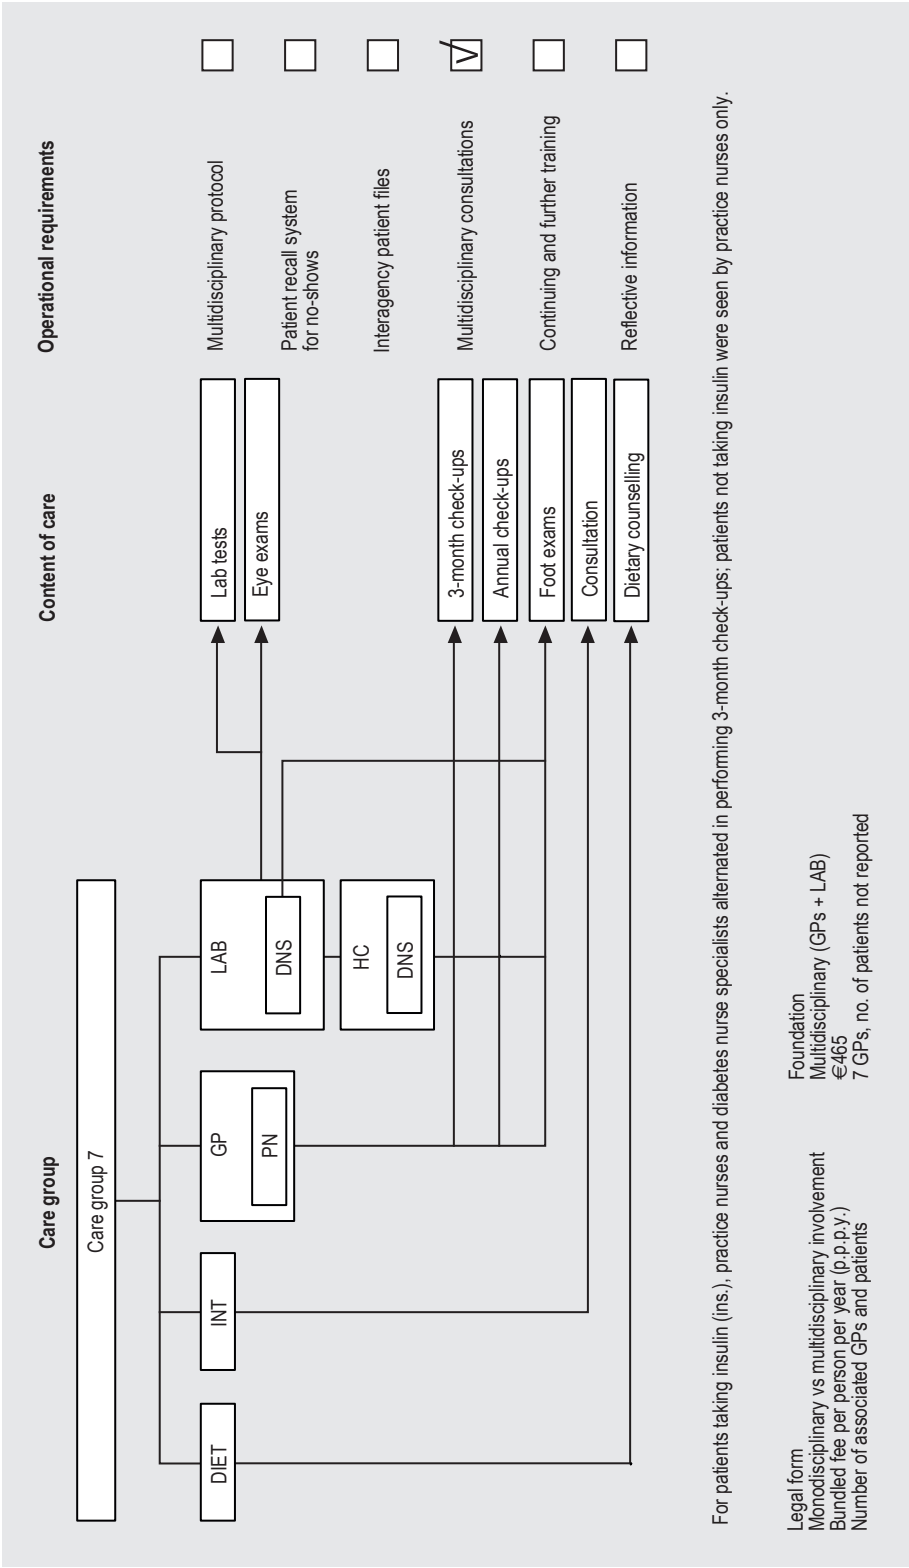 Care group
Content of care
Operational requirements
Care group 7
DIET
INT
GP
PN
LAB
DNS
HC
DNS
Lab tests
Eye exams
3-month check-ups
Annual check-ups
Foot exams
Consultation
Dietary counselling
Multidisciplinary protocol
Patient recall system
for no-shows
Interagency patient files
Multidisciplinary consultations
√
Continuing and further training
Reflective information
For patients taking insulin (ins.), practice nurses and diabetes nurse specialists alternated in performing 3-month check-ups; patients not taking insulin were seen by practice nurses only.
Legal form
Monodisciplinary vs multidisciplinary involvement
Bundled fee per person per year (p.p.p.y.)
Number of associated GPs and patients
Foundation
Multidisciplinary (GPs + LAB)
€465
7 GPs, no. of patients not reported